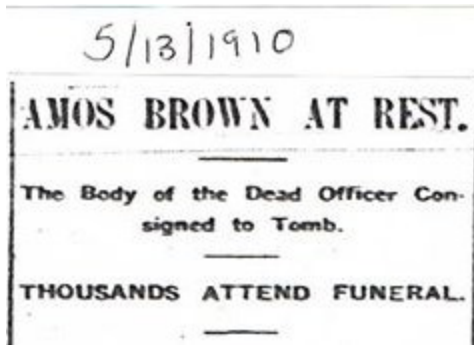 5/13/1910
AMOS BROWN AT REST.
The Body of the Dead Officer Con-
signed to Tomb.
THOUSANDS ATTEND FUNERAL.